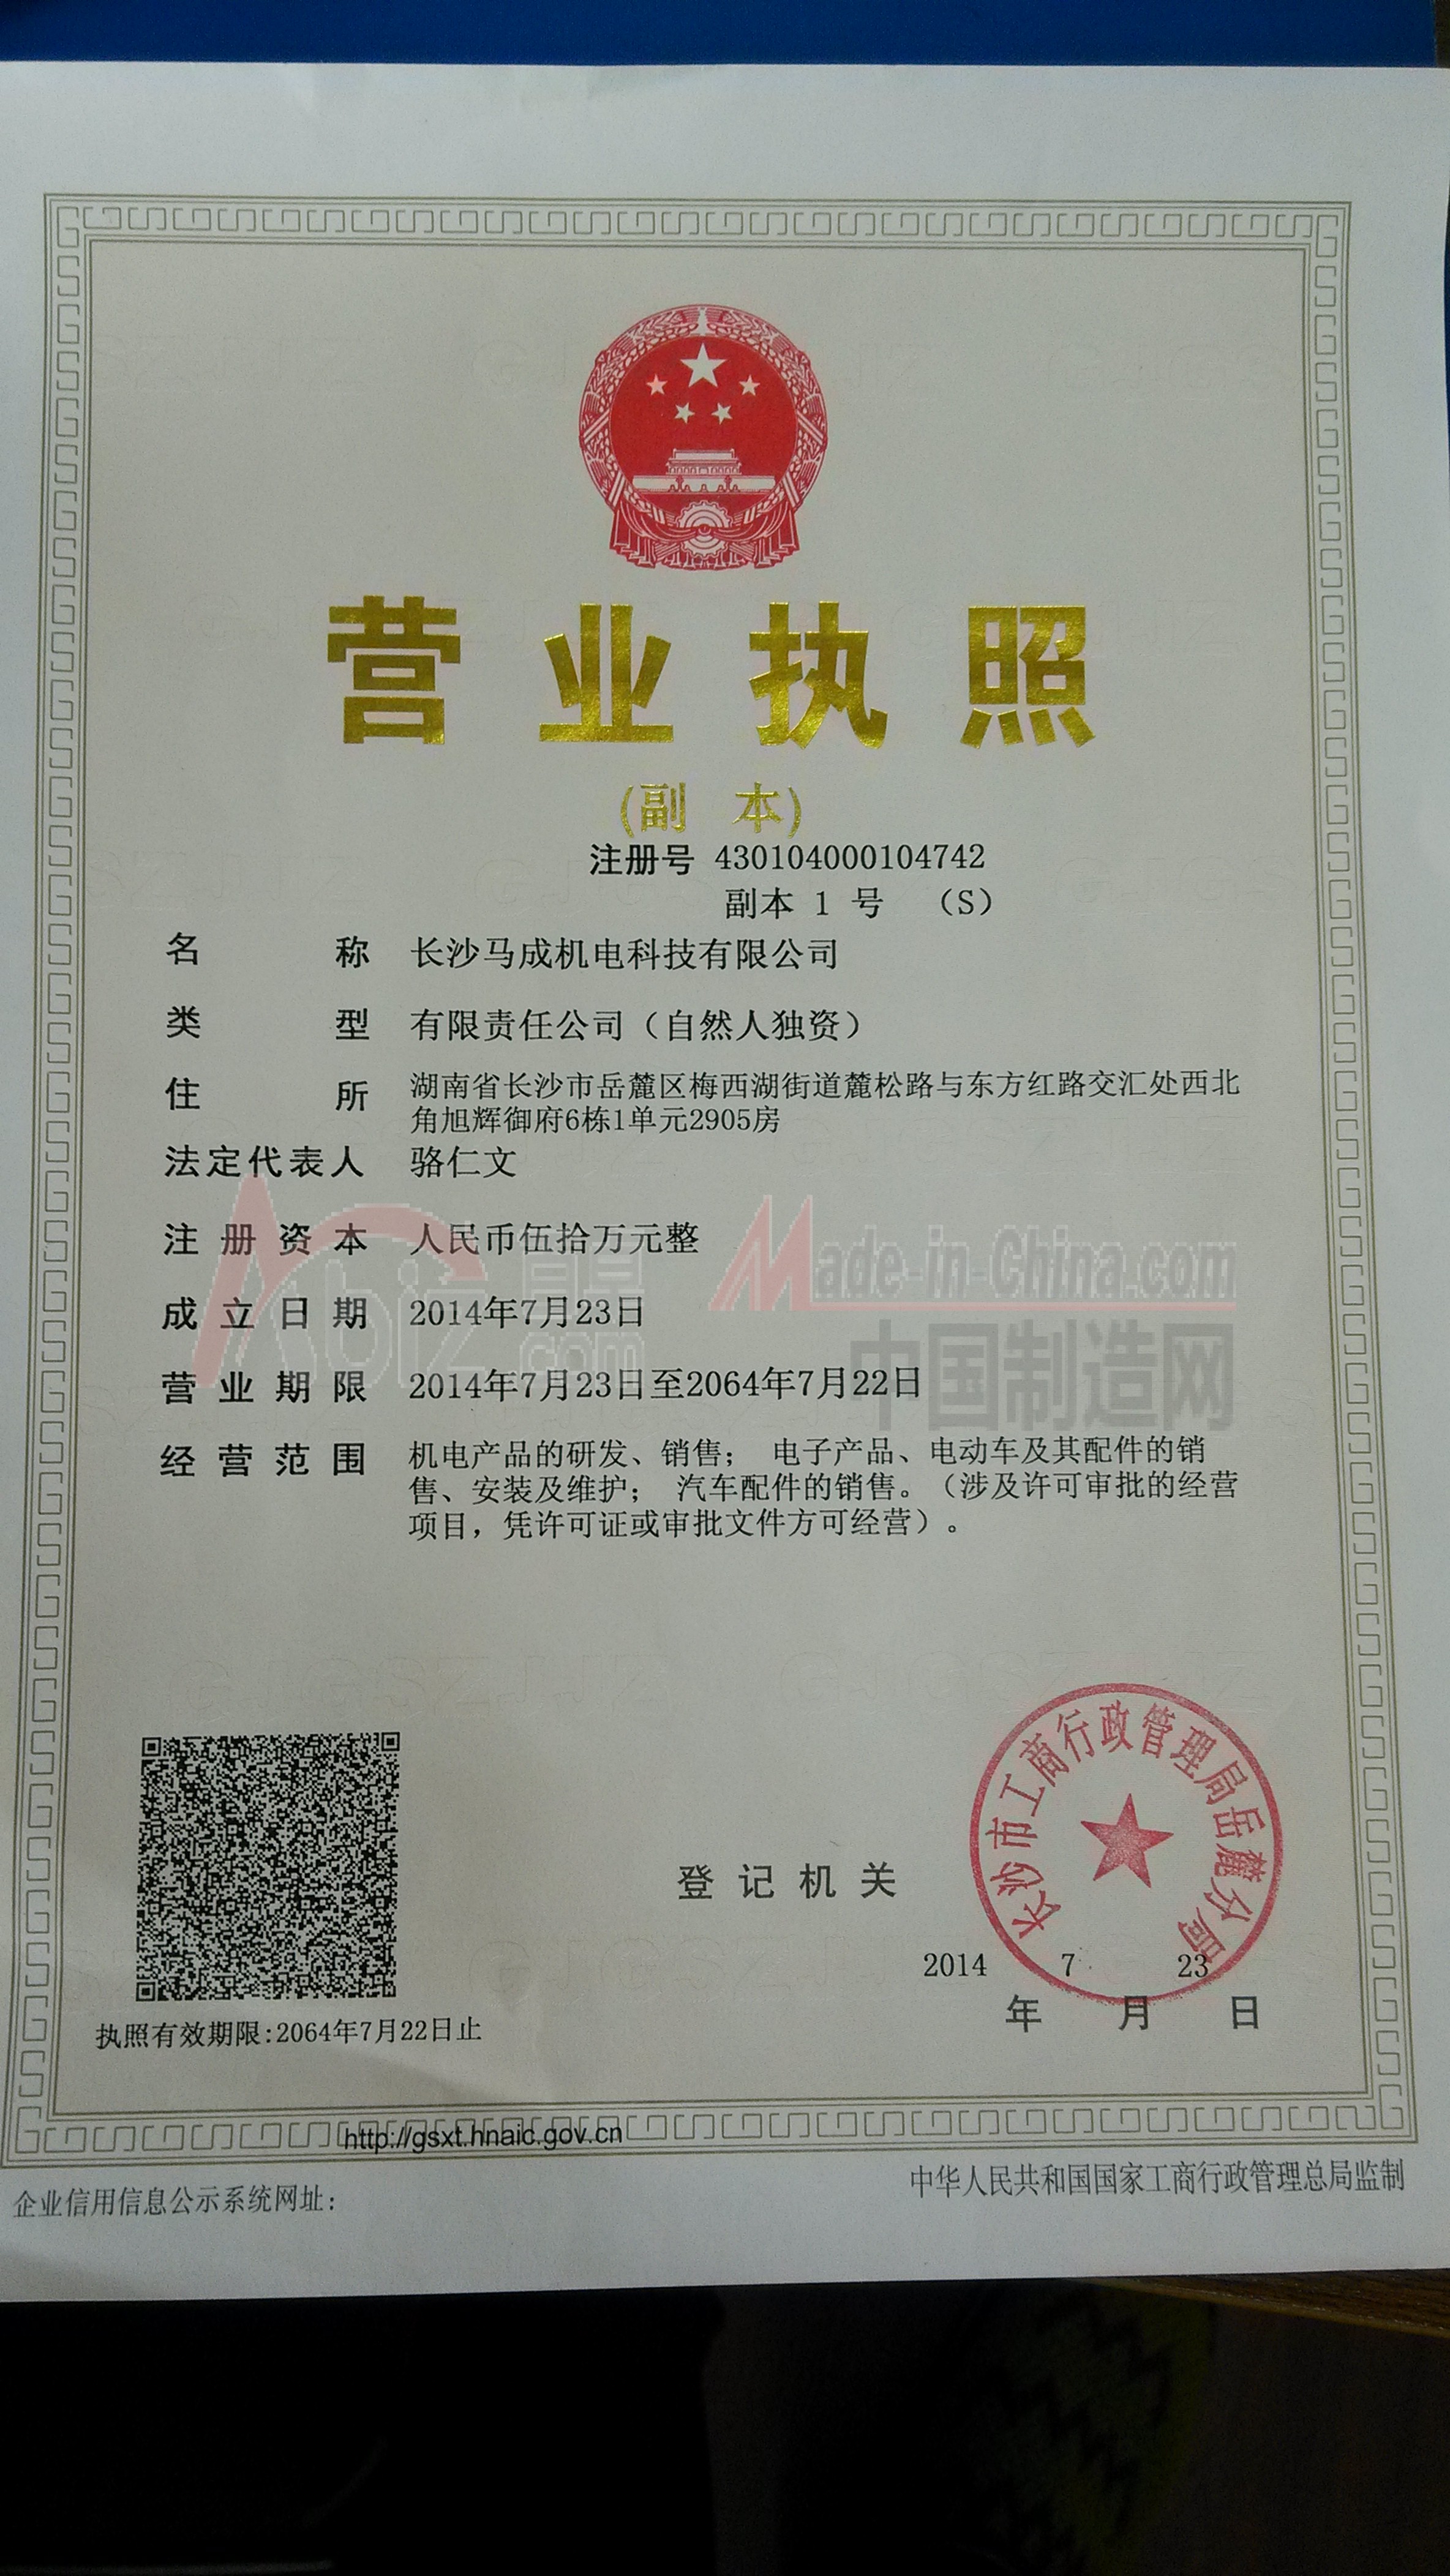 营业执照
(副 本)
注册号 430104000104742
副本 1 号 （S）
名 称 长沙马成机电科技有限公司
类 型 有限责任公司（自然人独资）
住 所 湖南省长沙市岳麓区梅西湖街道麓松路与东方红路交汇处西北
角旭辉御府6栋1单元2905房
法定代表人 骆仁文
注 册 资 本 人民币伍拾万元整
成 立 日 期 2014年7月23日
营 业 期 限 2014年7月23日至2064年7月22日
经 营 范 围 机电产品的研发、销售； 电子产品、电动车及其配件的销
售、安装及维护； 汽车配件的销售。（涉及许可审批的经营
项目，凭许可证或审批文件方可经营）。
Abiz.com
Made-in-China.com
中国制造网
长沙市工商行政管理局岳麓分局
登 记 机 关
2014 7 23
年 月 日
执照有效期限:2064年7月22日止
http://gsxt.hnaic.gov.cn
企业信用信息公示系统网址:
中华人民共和国国家工商行政管理总局监制